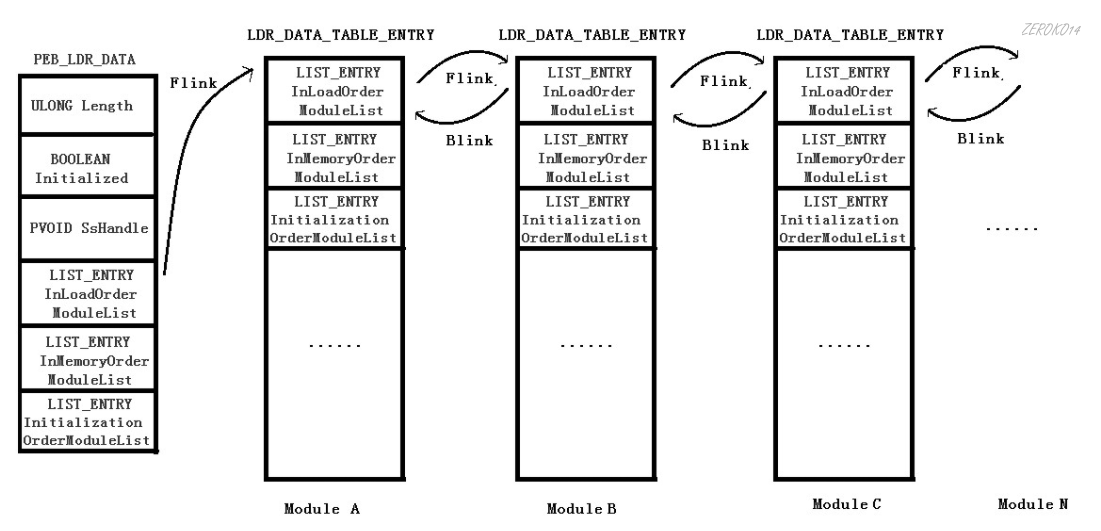 ZEROKO14
PEB_LDR_DATA
ULONG Length
BOOLEAN
Initialized
PVOID SsHandle
LIST_ENTRY
InLoadOrder
ModuleList
LIST_ENTRY
InMemoryOrder
ModuleList
LIST_ENTRY
Initialization
OrderModuleList
Flink
LDR_DATA_TABLE_ENTRY
LIST_ENTRY
InLoadOrder
ModuleList
LIST_ENTRY
InMemoryOrder
ModuleList
LIST_ENTRY
Initialization
OrderModuleList
......
Module A
Flink
Blink
LDR_DATA_TABLE_ENTRY
LIST_ENTRY
InLoadOrder
ModuleList
LIST_ENTRY
InMemoryOrder
ModuleList
LIST_ENTRY
Initialization
OrderModuleList
......
Module B
Flink
Blink
LDR_DATA_TABLE_ENTRY
LIST_ENTRY
InLoadOrder
ModuleList
LIST_ENTRY
InMemoryOrder
ModuleList
LIST_ENTRY
Initialization
OrderModuleList
......
Module C
Flink
Blink
......
Module N